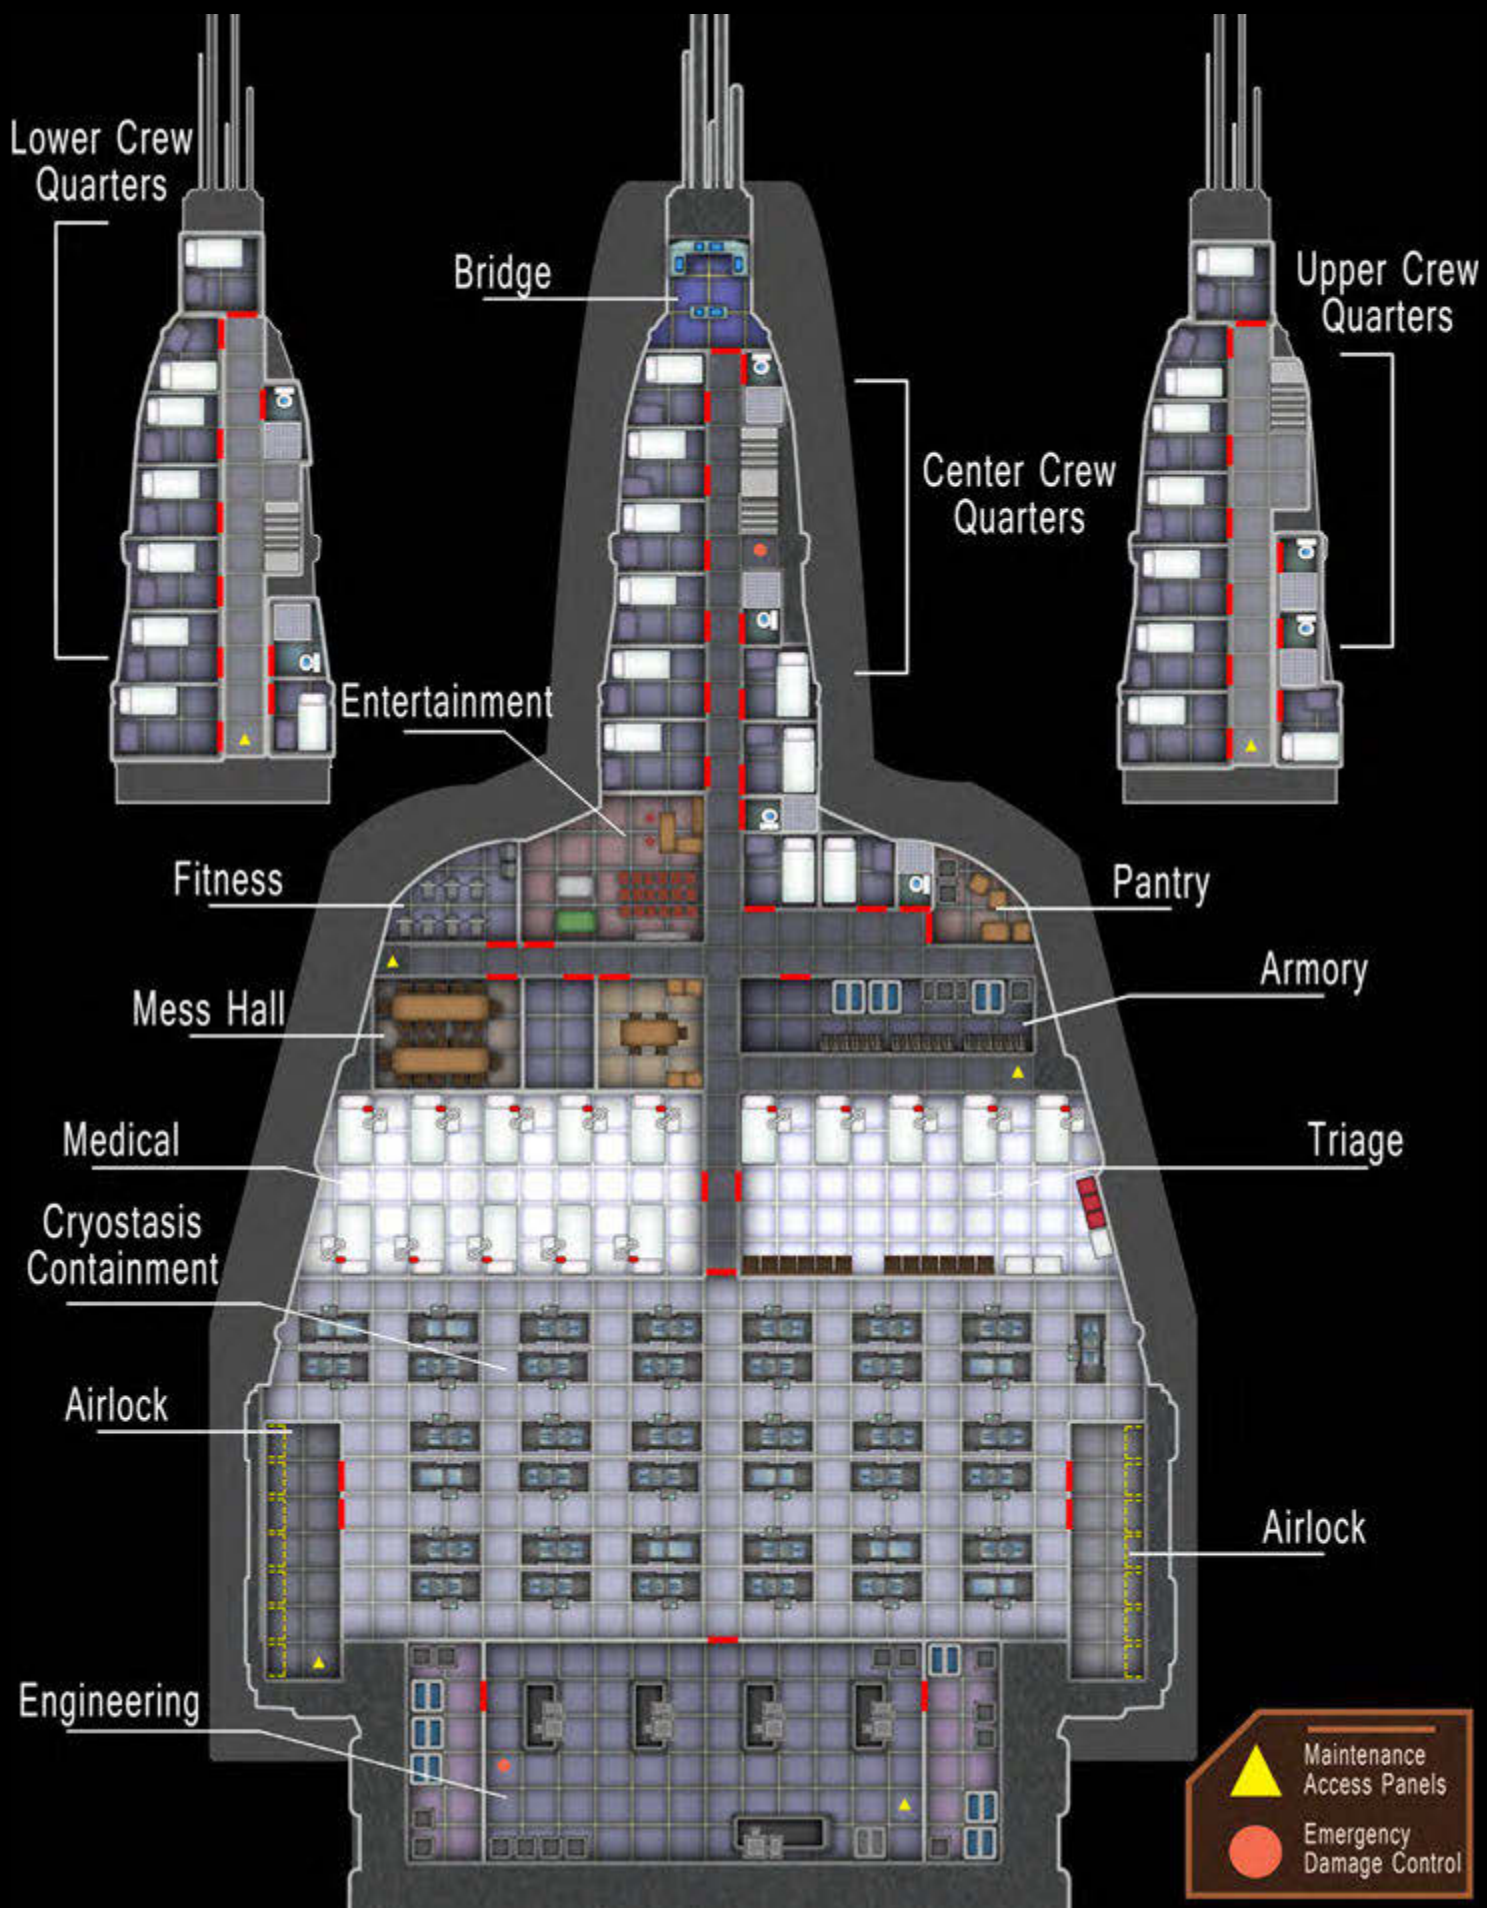 Lower Crew
Quarters
Bridge
Upper Crew
Quarters
Center Crew
Quarters
Entertainment
Fitness
Pantry
Armory
Mess Hall
Medical
Triage
Cryostasis
Containment
Airlock
Airlock
Engineering
Maintenance
Access Panels
Emergency
Damage Control